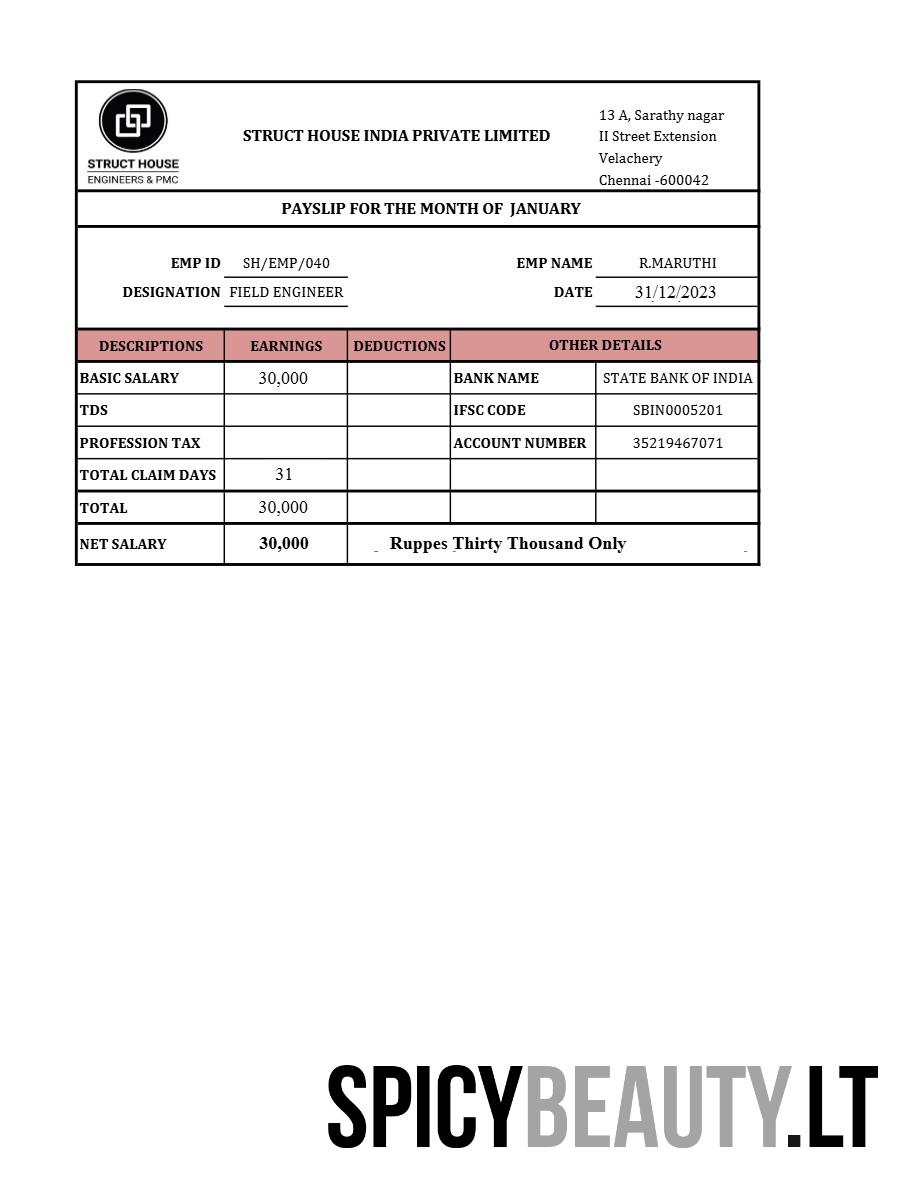 STRUCT HOUSE
ENGINEERS & PMC
STRUCT HOUSE INDIA PRIVATE LIMITED
13 A, Sarathy nagar
II Street Extension
Velachery
Chennai -600042
PAYSLIP FOR THE MONTH OF JANUARY
EMP ID SH/EMP/040 EMP NAME R.MARUTHI
DESIGNATION FIELD ENGINEER DATE 31/12/2023
DESCRIPTIONS EARNINGS DEDUCTIONS OTHER DETAILS
BASIC SALARY 30,000 BANK NAME STATE BANK OF INDIA
TDS IFSC CODE SBIN0005201
PROFESSION TAX ACCOUNT NUMBER 35219467071
TOTAL CLAIM DAYS 31
TOTAL 30,000
NET SALARY 30,000 Ruppes Thirty Thousand Only
SPICYBEAUTY.LT